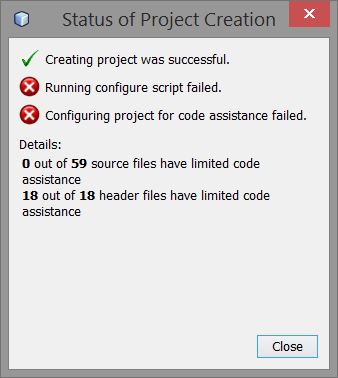 Status of Project Creation
Creating project was successful.
Running configure script failed.
Configuring project for code assistance failed.
Details:
0 out of 59 source files have limited code
assistance
18 out of 18 header files have limited code
assistance
Close